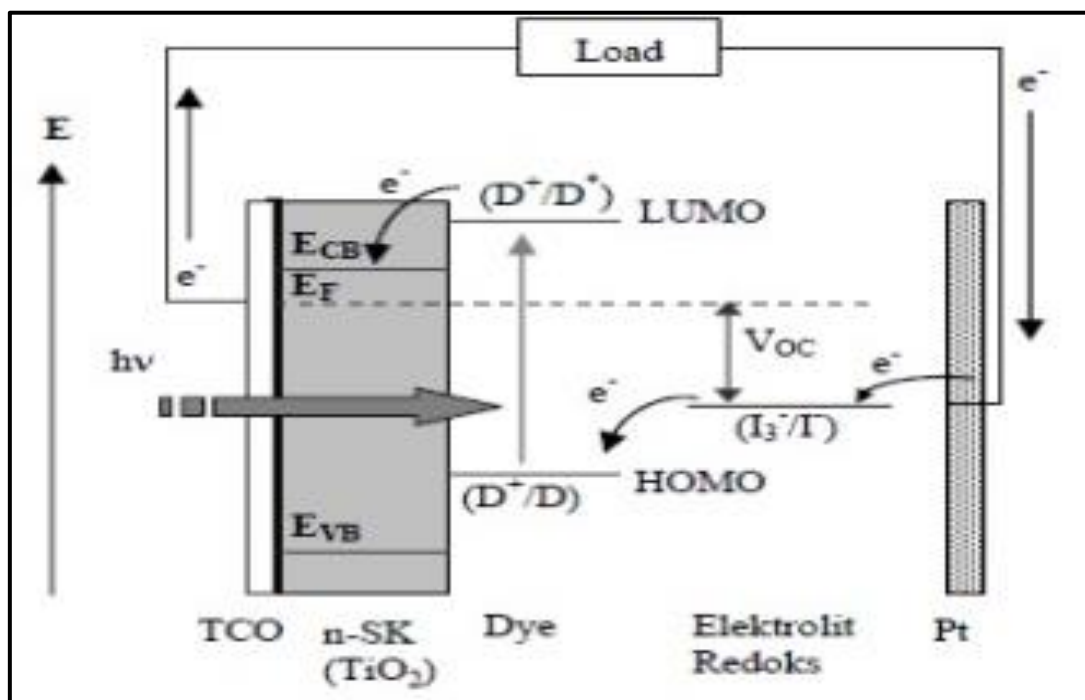 Load
e⁻
E
e⁻
(D⁺/D*)
LUMO
E_CB
e⁻
E_F
V_OC
hν
e⁻
e⁻
(I₃⁻/I⁻)
(D⁺/D)
HOMO
E_VB
TCO
n-SK
(TiO₂)
Dye
Elektrolit
Redoks
Pt